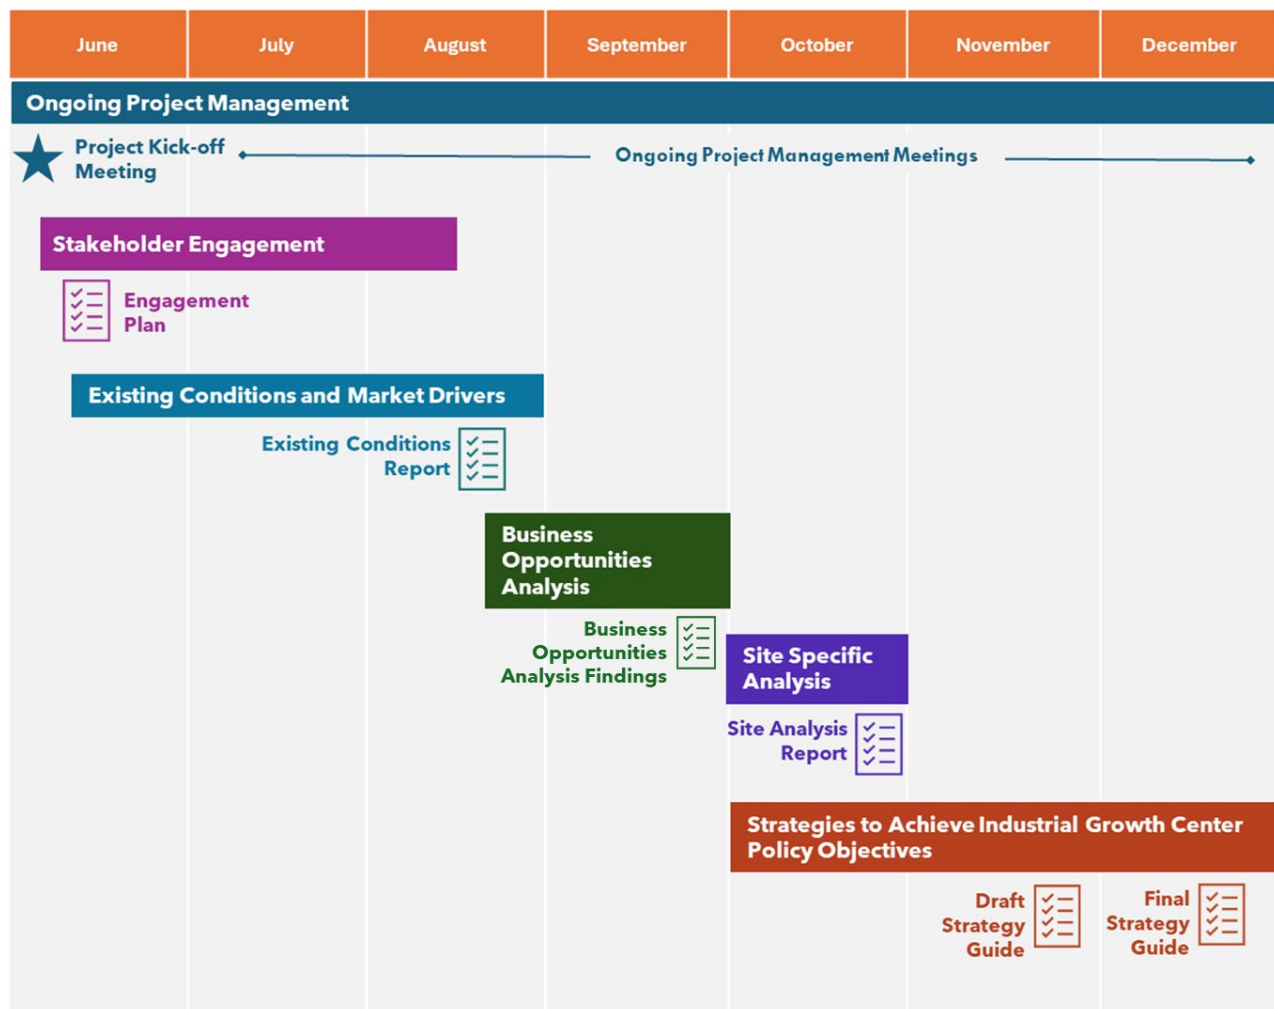 June July August September October November December
Ongoing Project Management
Project Kick-off
Meeting
Ongoing Project Management Meetings
Stakeholder Engagement
Engagement
Plan
Existing Conditions and Market Drivers
Existing Conditions
Report
Business
Opportunities
Analysis
Business
Opportunities
Analysis Findings
Site Specific
Analysis
Site Analysis
Report
Strategies to Achieve Industrial Growth Center
Policy Objectives
Draft
Strategy
Guide
Final
Strategy
Guide